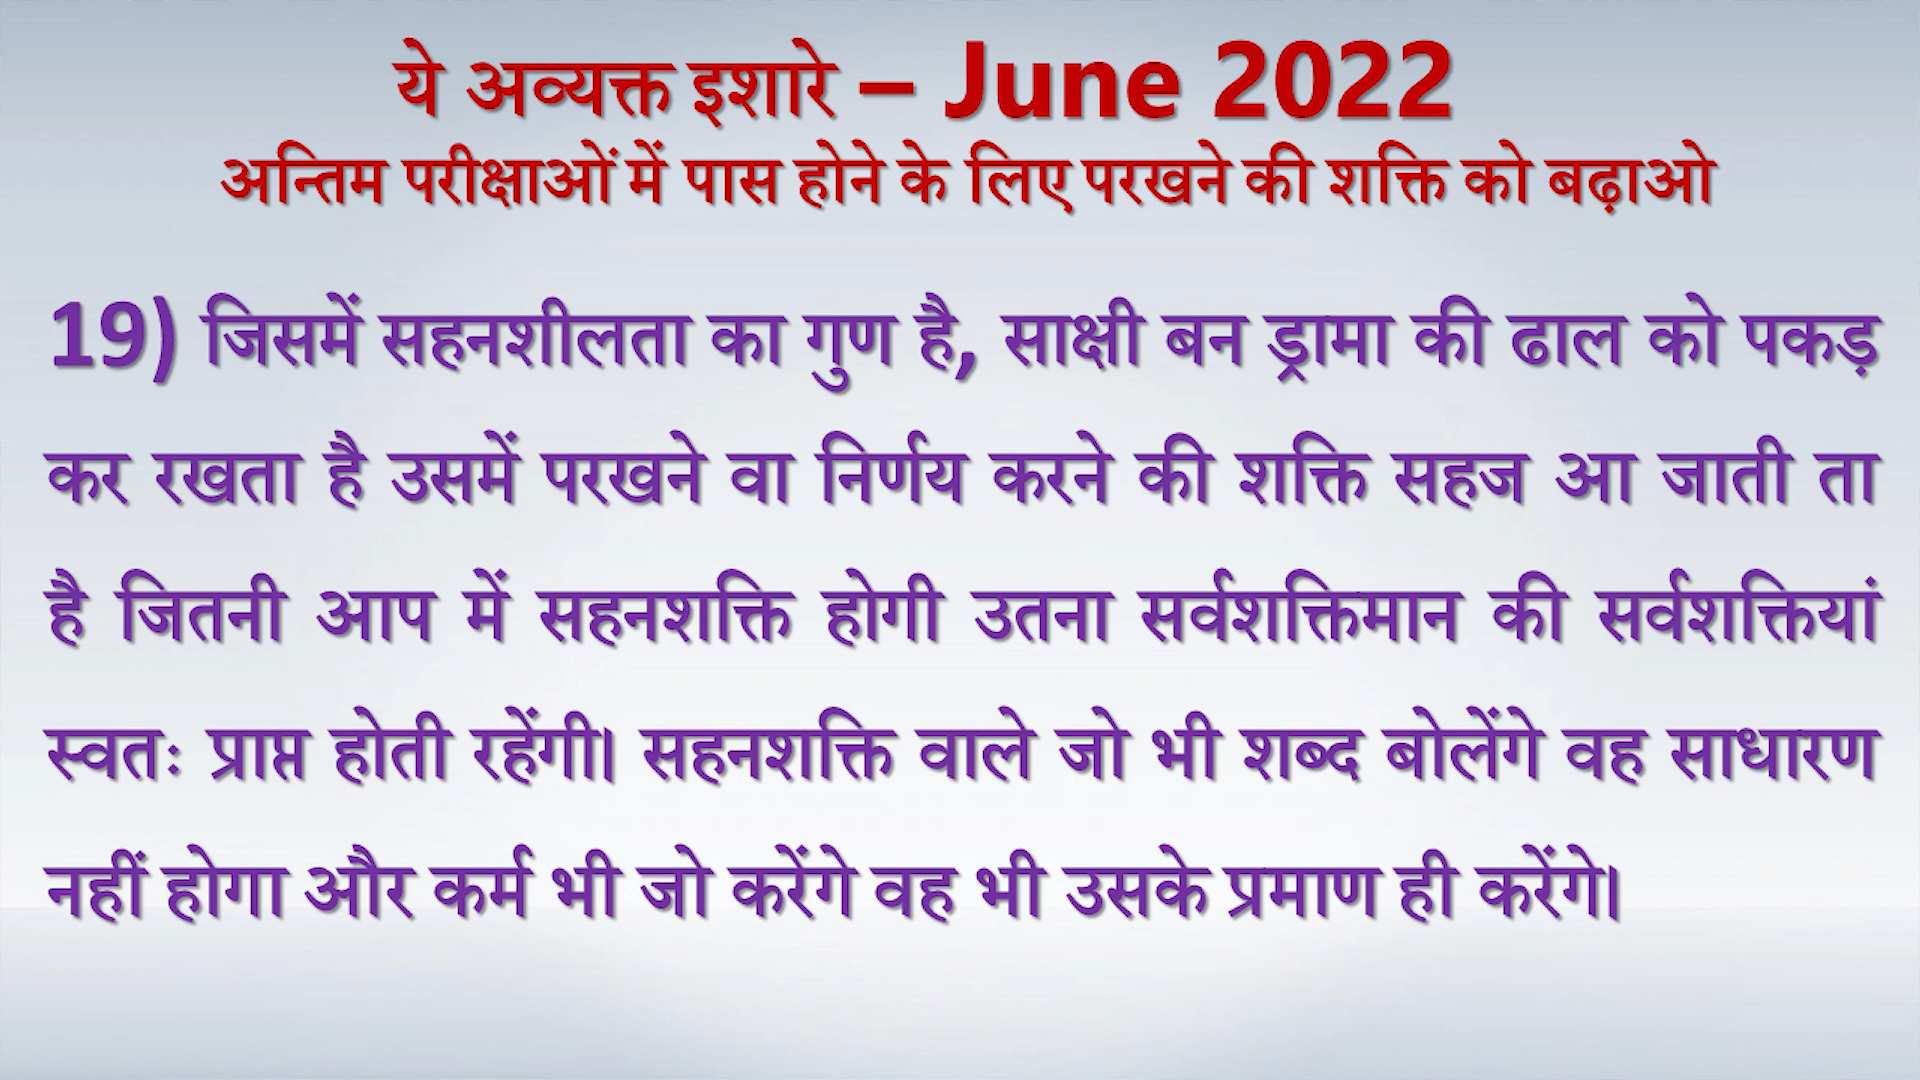 ये अव्यक्त इशारे – June 2022
अन्तिम परीक्षाओं में पास होने के लिए परखने की शक्ति को बढ़ाओ
19) जिसमें सहनशीलता का गुण है, साक्षी बन ड्रामा की ढाल को पकड़
कर रखता है उसमें परखने वा निर्णय करने की शक्ति सहज आ जाती ता
है जितनी आप में सहनशक्ति होगी उतना सर्वशक्तिमान की सर्वशक्तियां
स्वतः प्राप्त होती रहेंगी। सहनशक्ति वाले जो भी शब्द बोलेंगे वह साधारण
नहीं होगा और कर्म भी जो करेंगे वह भी उसके प्रमाण ही करेंगे।